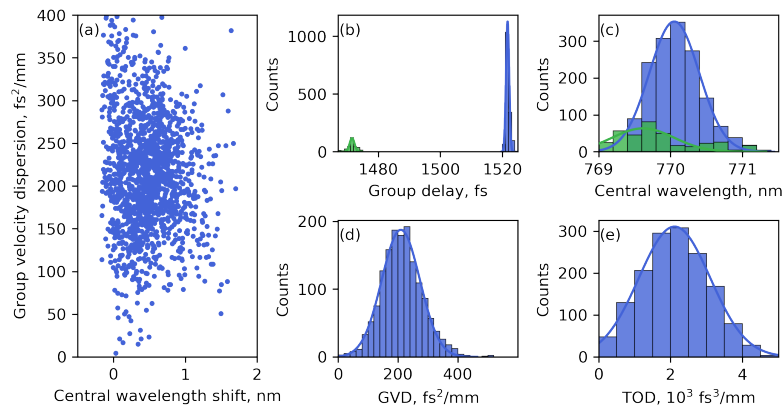 (a)
400
350
300
250
200
150
100
50
0
0
1
2
Group velocity dispersion, fs²/mm
Central wavelength shift, nm
(b)
1000
500
0
1480
1500
1520
Counts
Group delay, fs
(c)
300
200
100
0
769
770
771
Counts
Central wavelength, nm
(d)
200
100
0
0
200
400
Counts
GVD, fs²/mm
(e)
300
200
100
0
0
2
4
Counts
TOD, 10³ fs³/mm